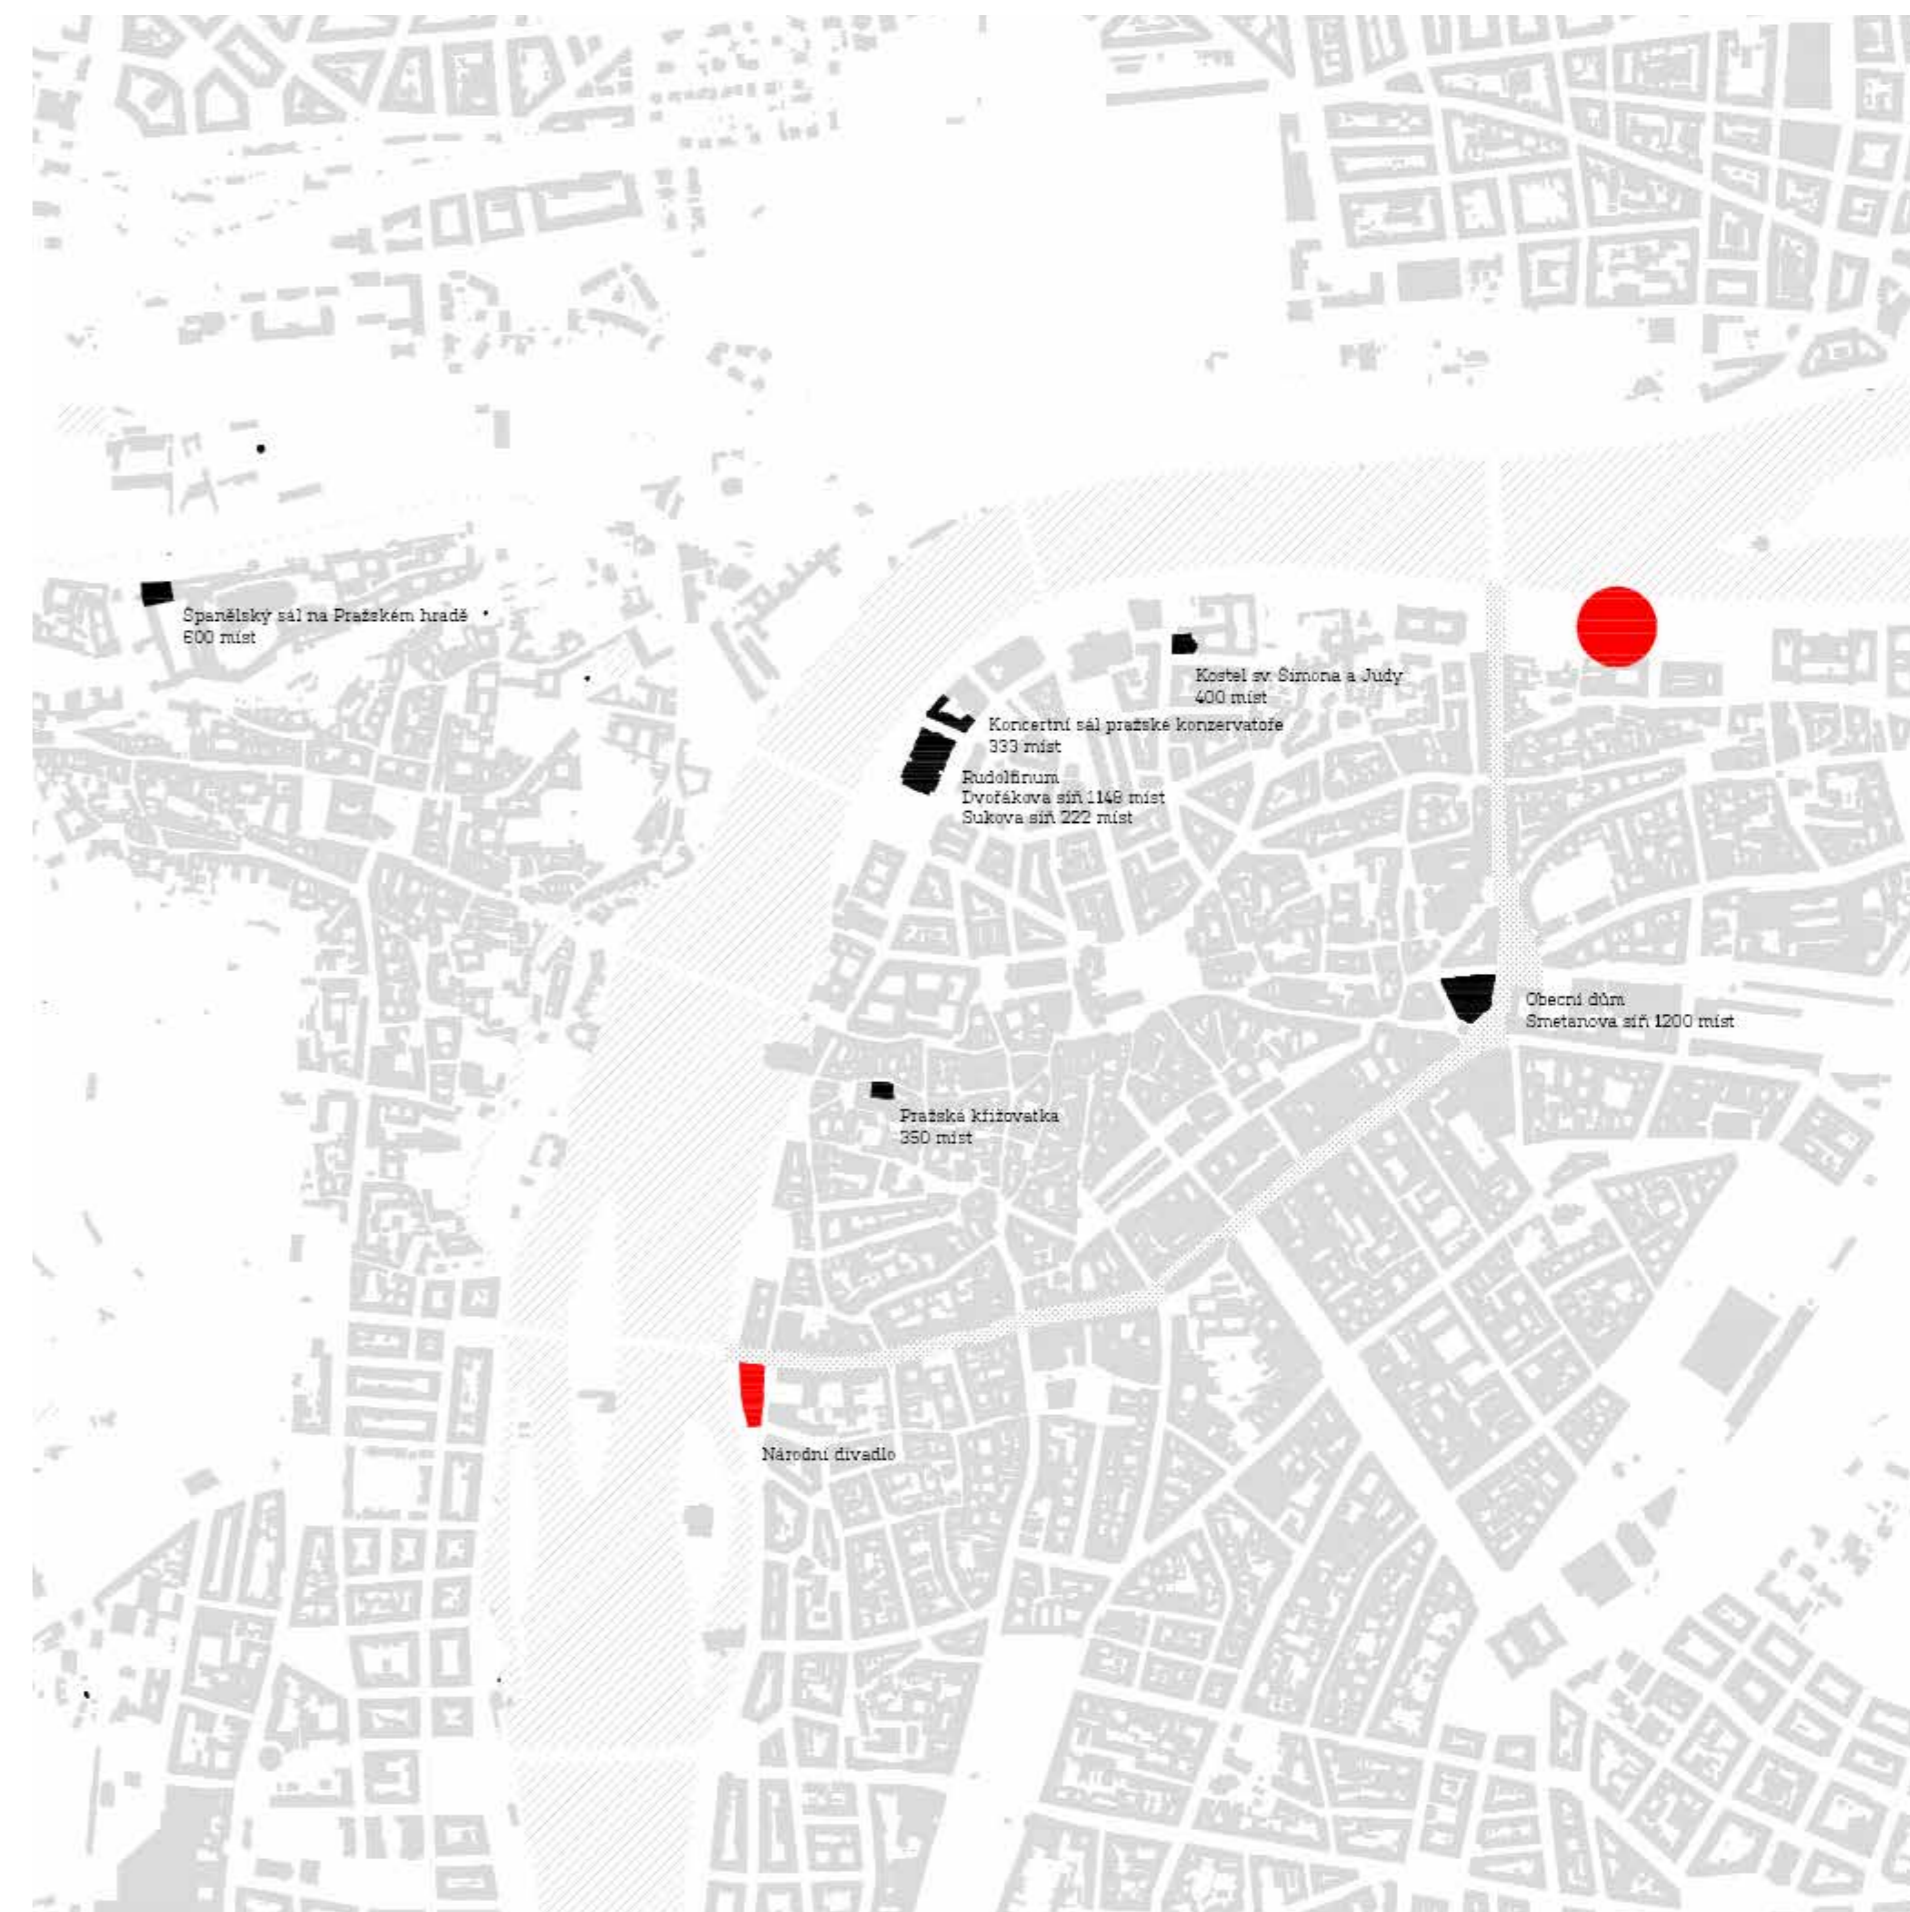 Španělský sál na Pražském hradě
600 míst
Kostel sv. Šimona a Judy
400 míst
Koncertní sál pražské konzervatoře
333 míst
Rudolfinum
Dvořákova síň 1148 míst
Sukova síň 222 míst
Obecní dům
Smetanova síň 1200 míst
Pražská křižovatka
350 míst
Národní divadlo